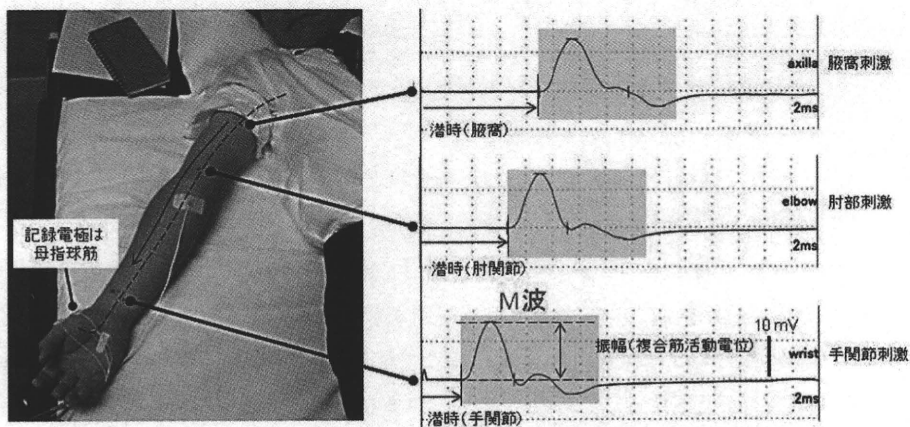 axilla
腋窩刺激
2ms
潜時(腋窩)
elbow
肘部刺激
2ms
潜時(肘関節)
記録電極は
母指球筋
M波
10 mV
振幅(複合筋活動電位)
wrist
手関節刺激
2ms
潜時(手関節)